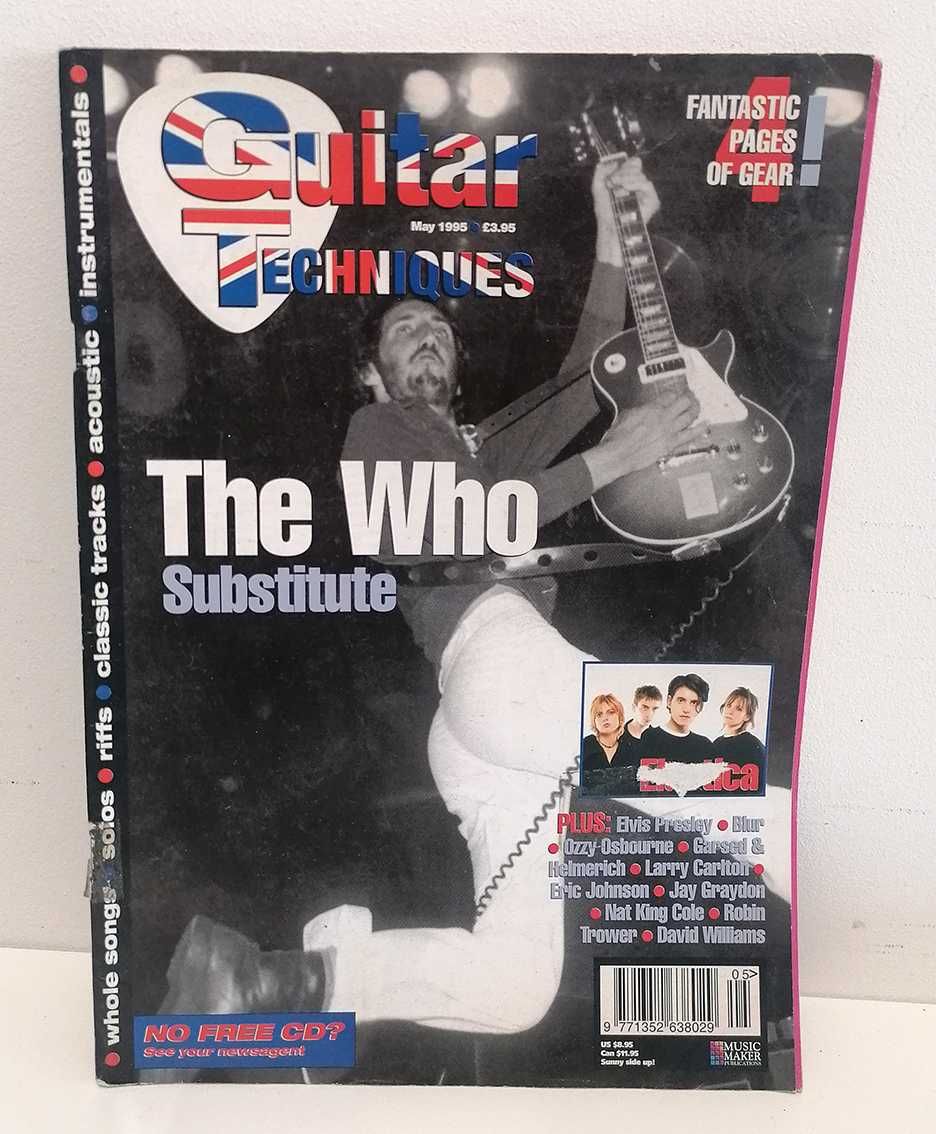 Guitar
May 1995 • £3.95
TECHNIQUES
4
FANTASTIC
PAGES
OF GEAR!
whole songs • solos • riffs • classic tracks • acoustic • instrumentals
The Who
Substitute
PLUS: Elvis Presley • Blur
• Ozzy Osbourne • Garsed &
Helmerich • Larry Carlton •
Eric Johnson • Jay Graydon
• Nat King Cole • Robin
Trower • David Williams
NO FREE CD?
See your newsagent
05>
9 771352 638029
US $8.95
Can $11.95
Sunny side up!
MUSIC
MAKER
PUBLICATIONS